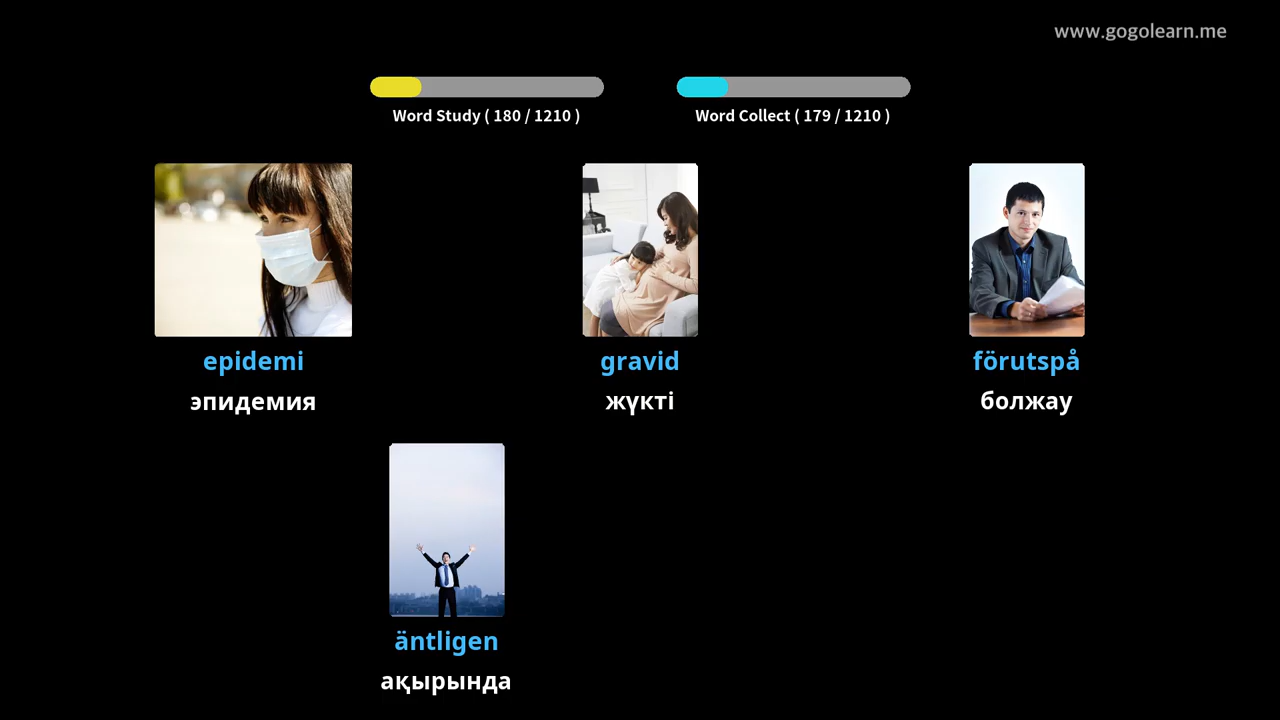 www.gogolearn.me
Word Study ( 180 / 1210 )
Word Collect ( 179 / 1210 )
epidemi
эпидемия
gravid
жүкті
förutspå
болжау
äntligen
ақырында